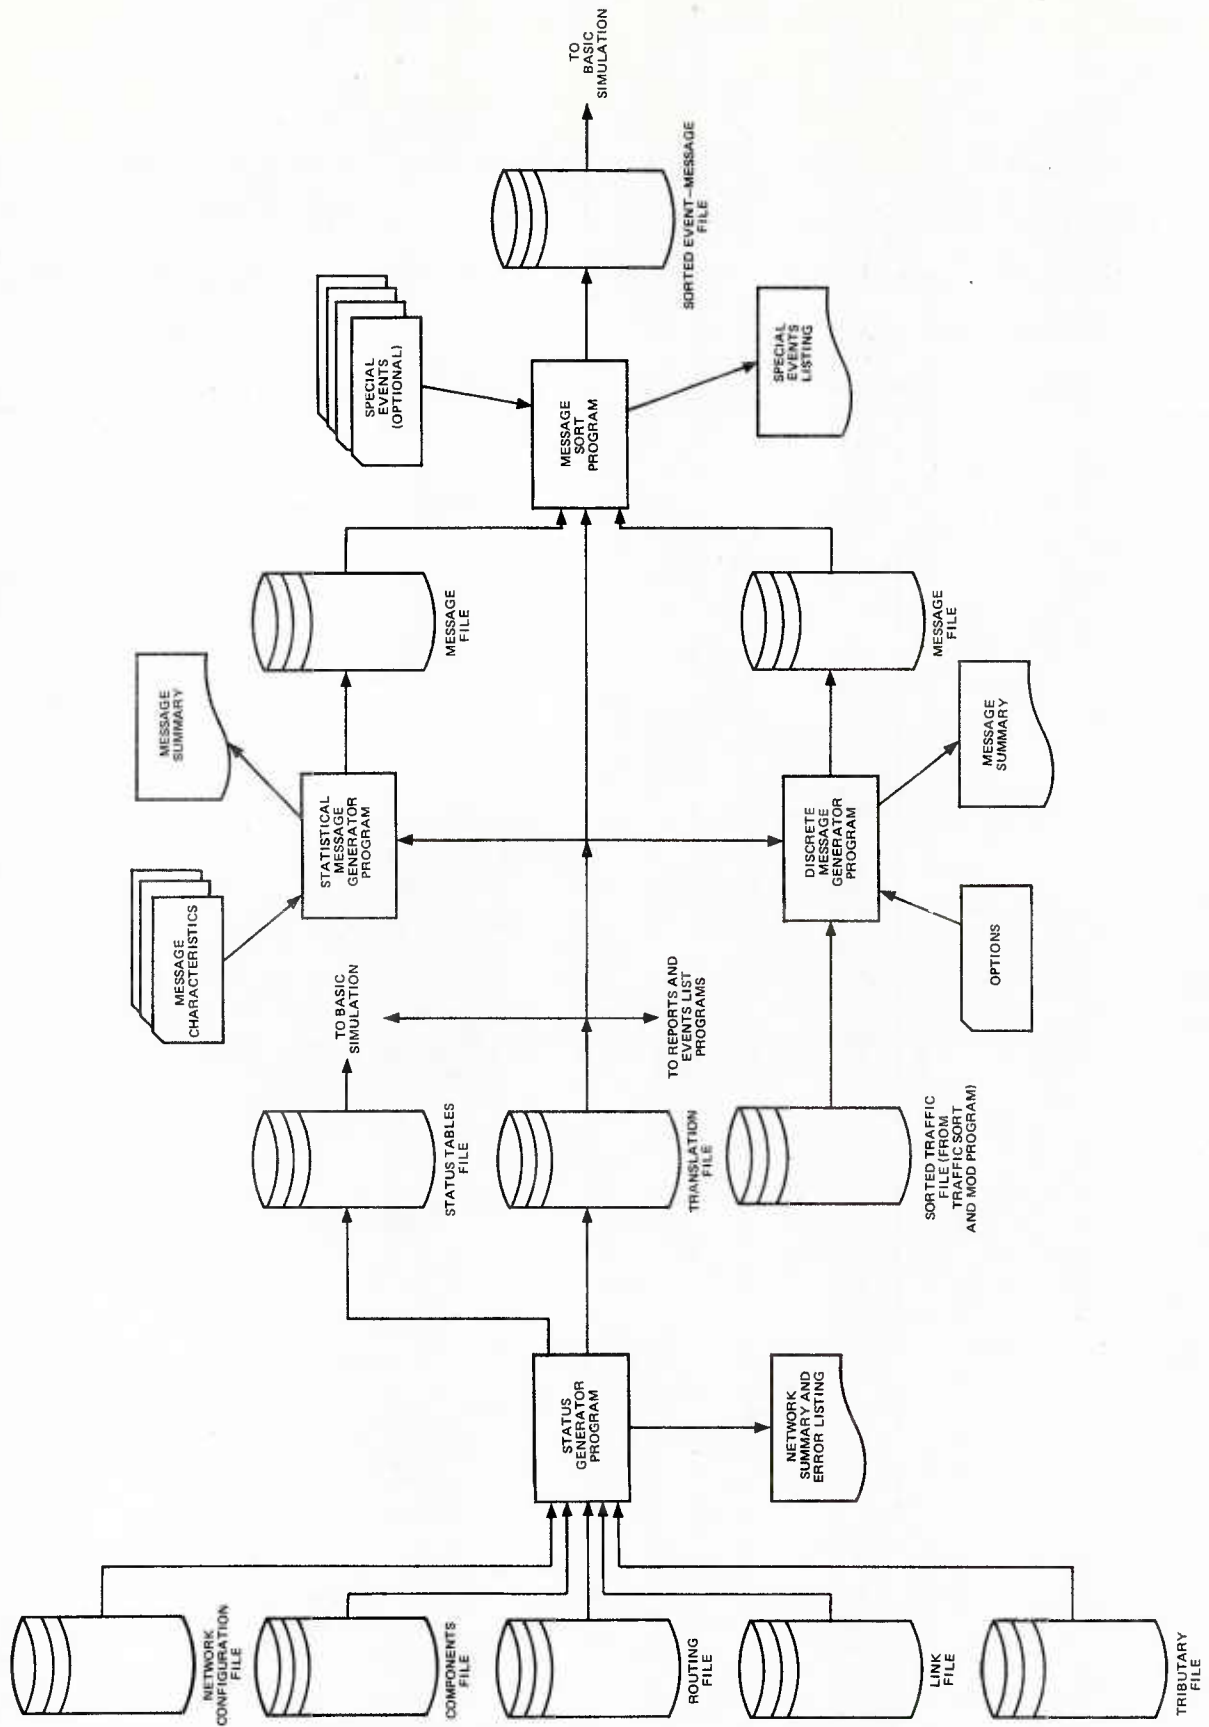 NETWORK
CONFIGURATION
FILE
COMPONENTS
FILE
ROUTING
FILE
LINK
FILE
TRIBUTARY
FILE
STATUS
GENERATOR
PROGRAM
NETWORK
SUMMARY AND
ERROR LISTING
STATUS TABLES
FILE
TRANSLATION
FILE
SORTED TRAFFIC
FILE (FROM
TRAFFIC SORT
AND MOD PROGRAM)
TO BASIC
SIMULATION
TO REPORTS AND
EVENTS LIST
PROGRAMS
MESSAGE
CHARACTERISTICS
STATISTICAL
MESSAGE
GENERATOR
PROGRAM
MESSAGE
SUMMARY
OPTIONS
DISCRETE
MESSAGE
GENERATOR
PROGRAM
MESSAGE
SUMMARY
MESSAGE
FILE
MESSAGE
FILE
SPECIAL
EVENTS
(OPTIONAL)
MESSAGE
SORT
PROGRAM
SPECIAL
EVENTS
LISTING
SORTED EVENT-MESSAGE
FILE
TO
BASIC
SIMULATION